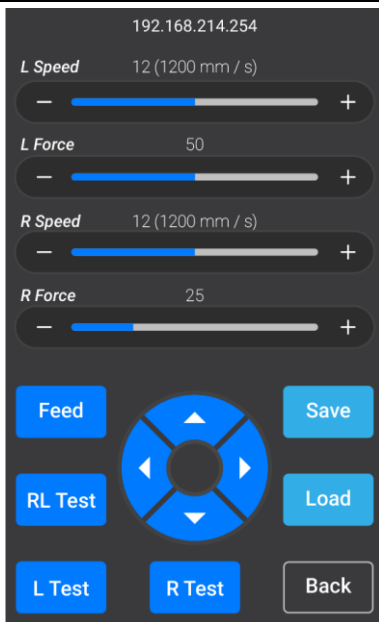 192.168.214.254
L Speed 12 (1200 mm / s)
L Force 50
R Speed 12 (1200 mm / s)
R Force 25
Feed Save
RL Test Load
L Test R Test Back